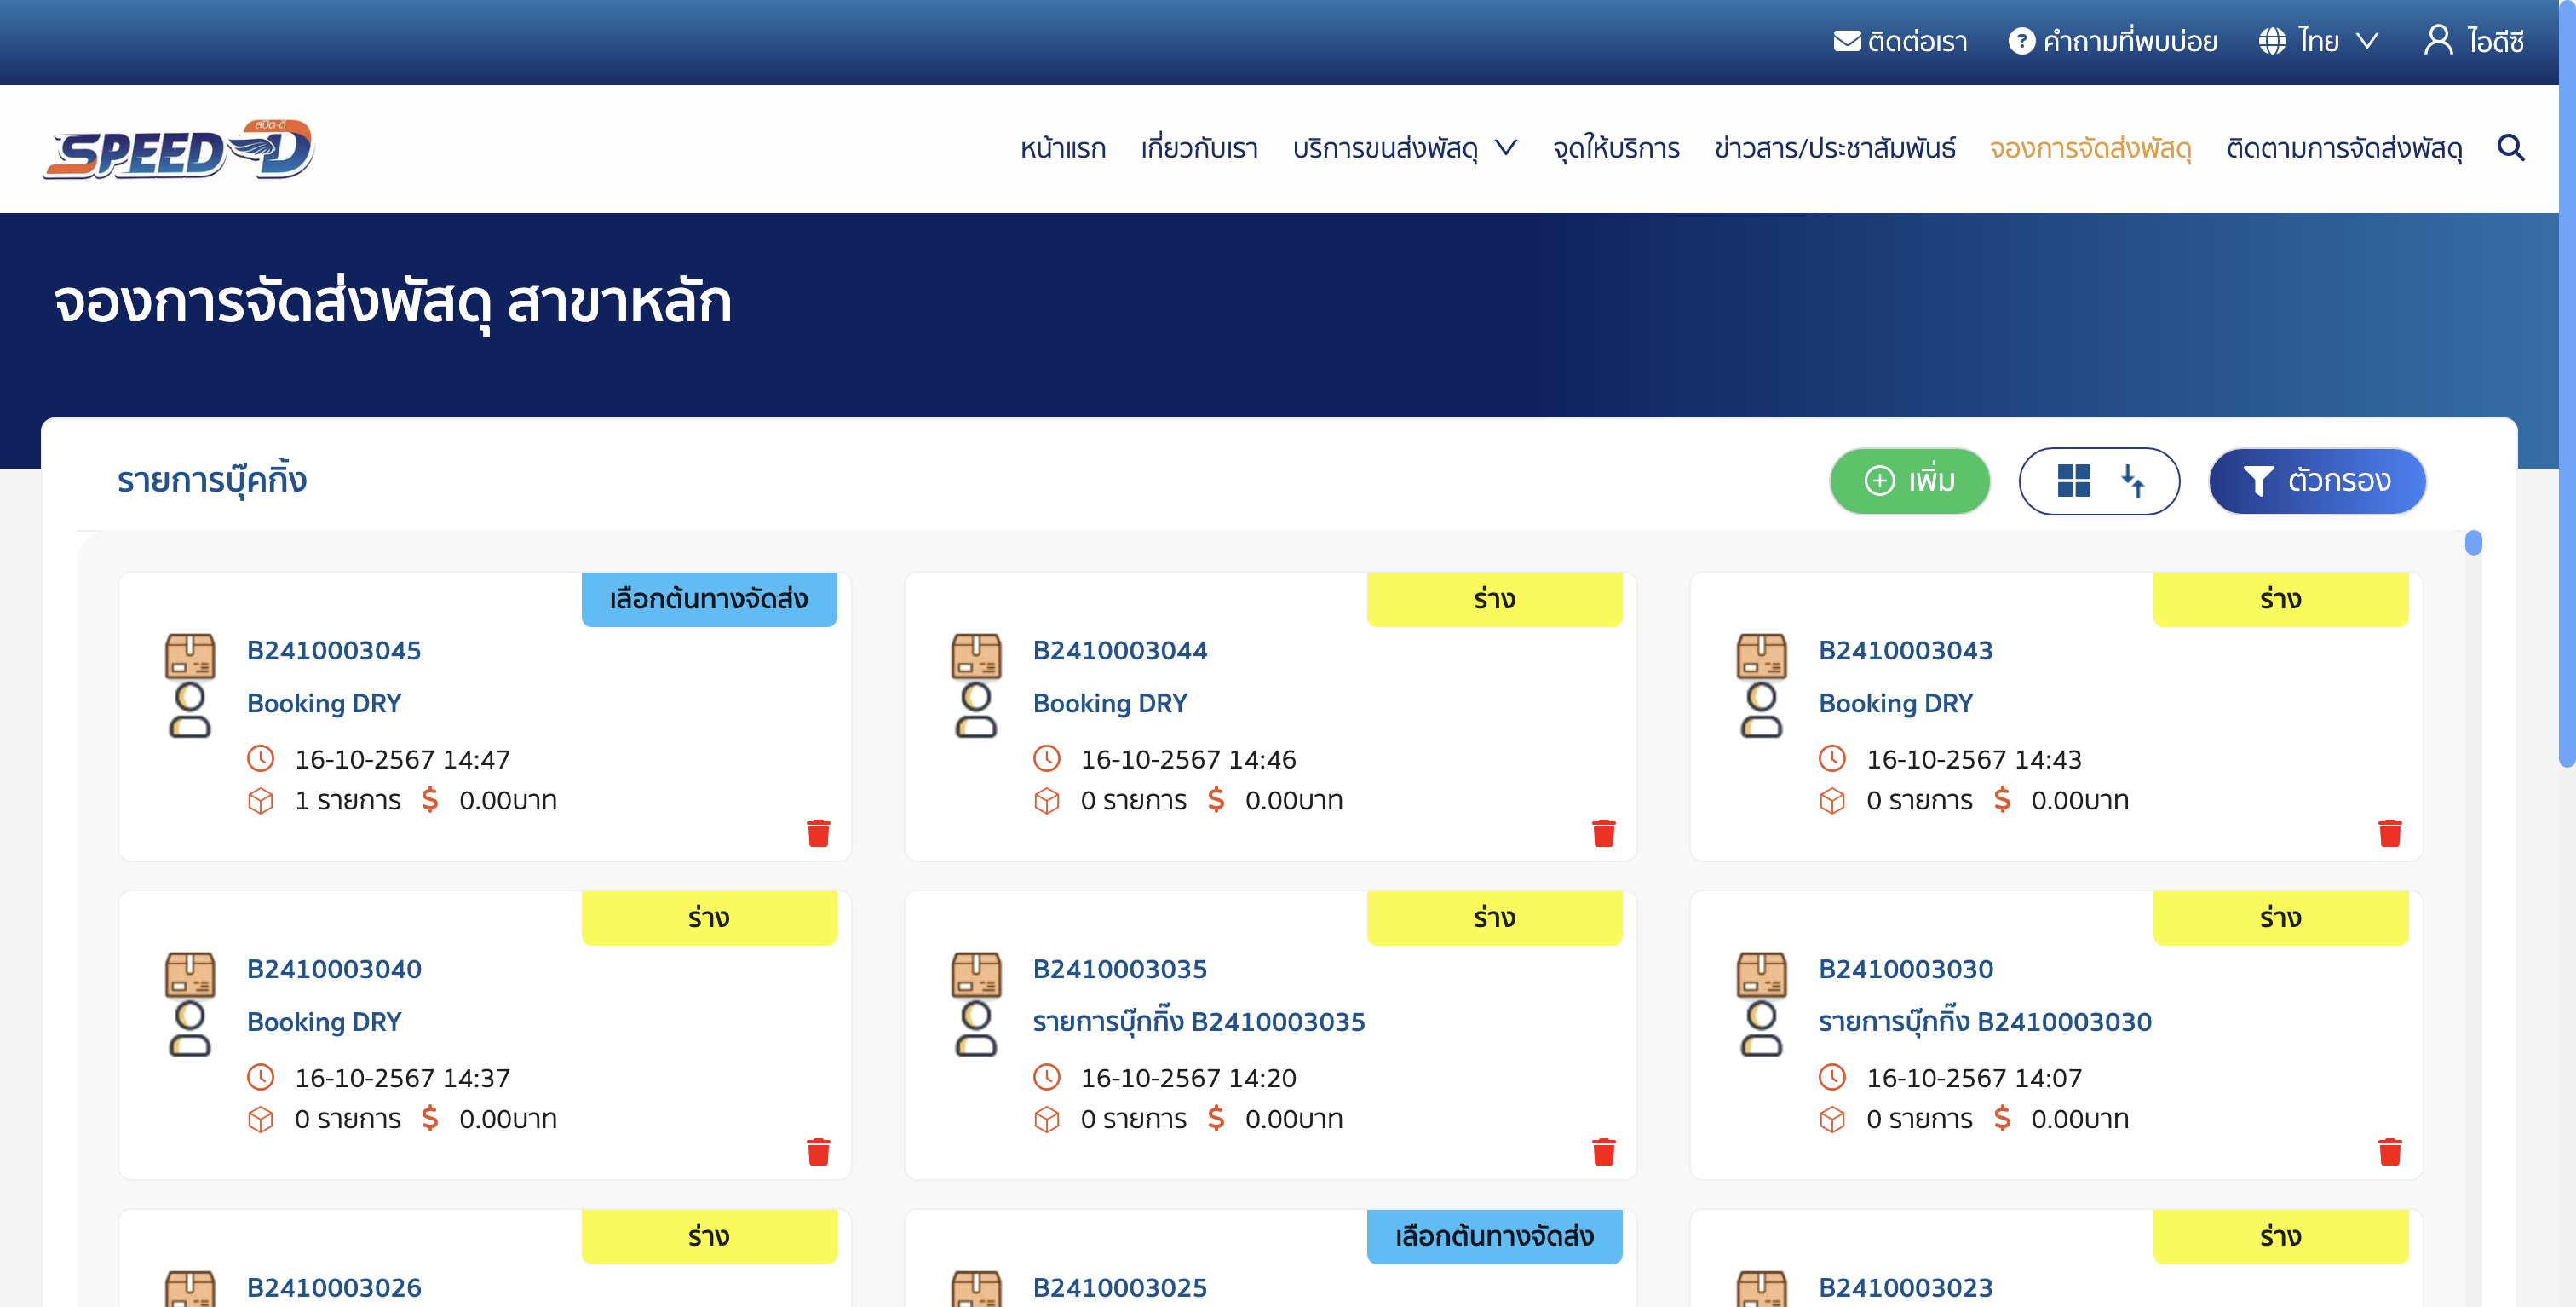 ติดต่อเรา คำถามที่พบบ่อย ไทย ไอดีซี
สปีด-ดี
SPEED-D
หน้าแรก เกี่ยวกับเรา บริการขนส่งพัสดุ จุดให้บริการ ข่าวสาร/ประชาสัมพันธ์ จองการจัดส่งพัสดุ ติดตามการจัดส่งพัสดุ
จองการจัดส่งพัสดุ สาขาหลัก
รายการบุ๊คกิ้ง
เพิ่ม
ตัวกรอง
เลือกต้นทางจัดส่ง
B2410003045
Booking DRY
16-10-2567 14:47
1 รายการ $ 0.00บาท
ร่าง
B2410003044
Booking DRY
16-10-2567 14:46
0 รายการ $ 0.00บาท
ร่าง
B2410003043
Booking DRY
16-10-2567 14:43
0 รายการ $ 0.00บาท
ร่าง
B2410003040
Booking DRY
16-10-2567 14:37
0 รายการ $ 0.00บาท
ร่าง
B2410003035
รายการบุ๊กกิ๊ง B2410003035
16-10-2567 14:20
0 รายการ $ 0.00บาท
ร่าง
B2410003030
รายการบุ๊กกิ๊ง B2410003030
16-10-2567 14:07
0 รายการ $ 0.00บาท
ร่าง
B2410003026
เลือกต้นทางจัดส่ง
B2410003025
ร่าง
B2410003023